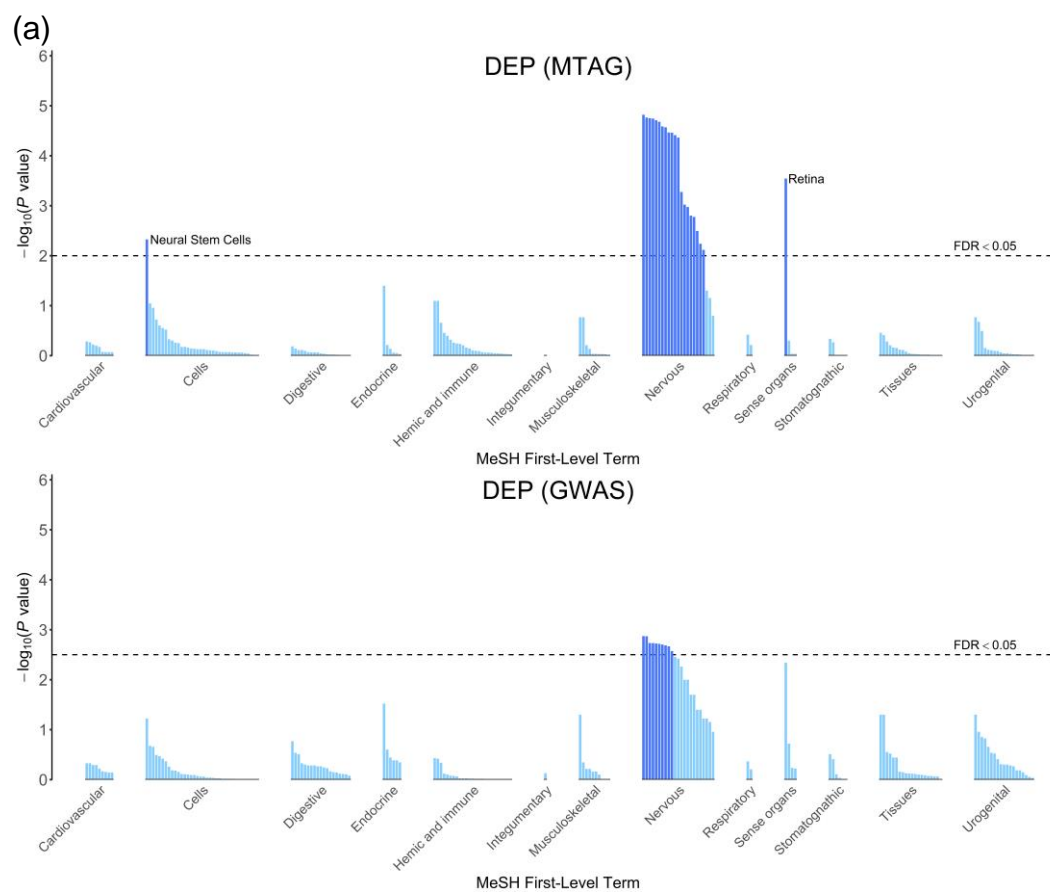 (a)
DEP (MTAG)
6
5
4
3
2
1
0
−log10(P value)
Neural Stem Cells
Retina
FDR < 0.05
Cardiovascular
Cells
Digestive
Endocrine
Hemic and immune
Integumentary
Musculoskeletal
Nervous
Respiratory
Sense organs
Stomatognathic
Tissues
Urogenital
MeSH First-Level Term
DEP (GWAS)
6
5
4
3
2
1
0
−log10(P value)
FDR < 0.05
Cardiovascular
Cells
Digestive
Endocrine
Hemic and immune
Integumentary
Musculoskeletal
Nervous
Respiratory
Sense organs
Stomatognathic
Tissues
Urogenital
MeSH First-Level Term